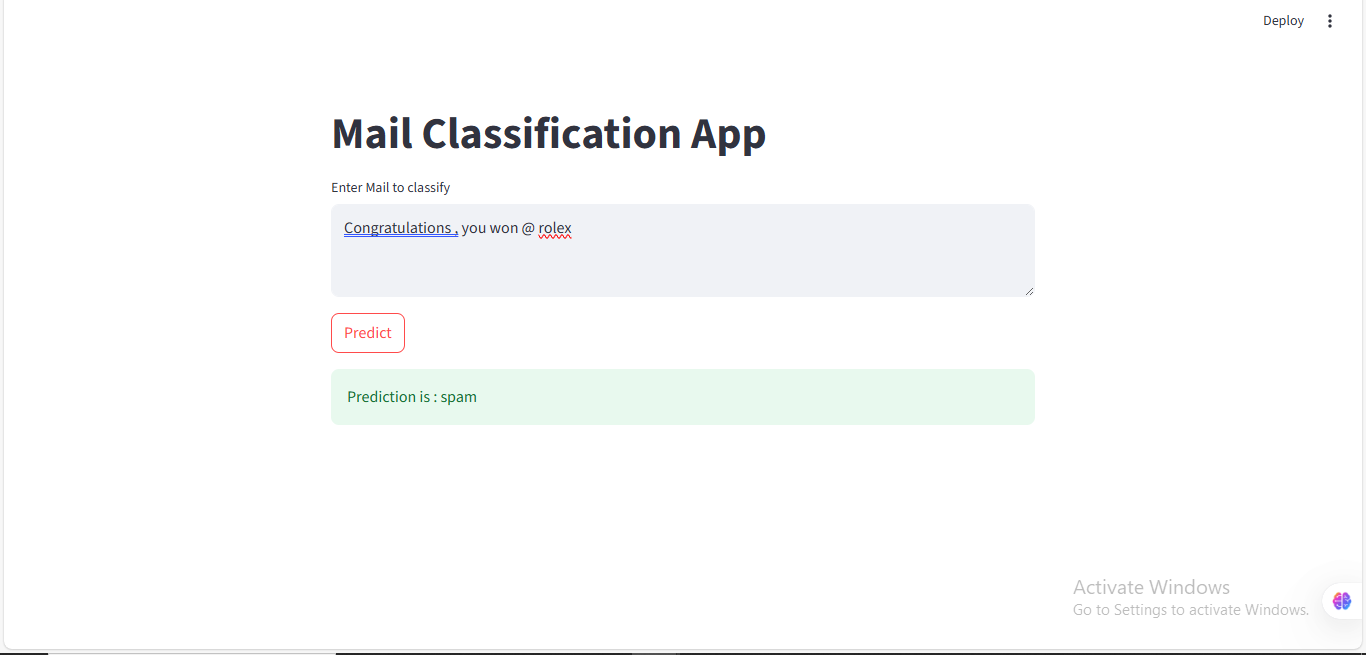 Deploy
Mail Classification App
Enter Mail to classify
Congratulations , you won @ rolex
Predict
Prediction is : spam
Activate Windows
Go to Settings to activate Windows.